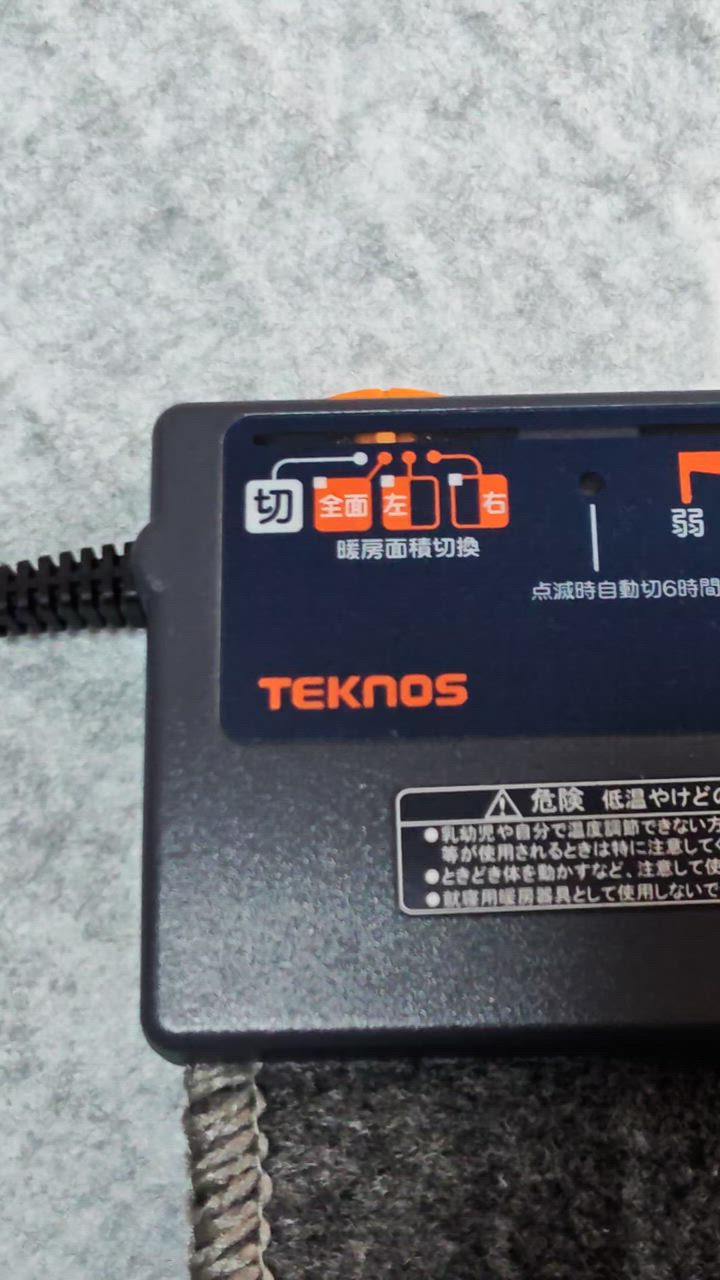 切 全面 左 右
暖房面積切換
弱
点滅時自動切6時間
TEKNOS
危険 低温やけどの
●乳幼児や自分で温度調節できない方
等が使用されるときは特に注意してく
●ときどき体を動かすなど、注意して使
●就寝用暖房器具として使用しないで